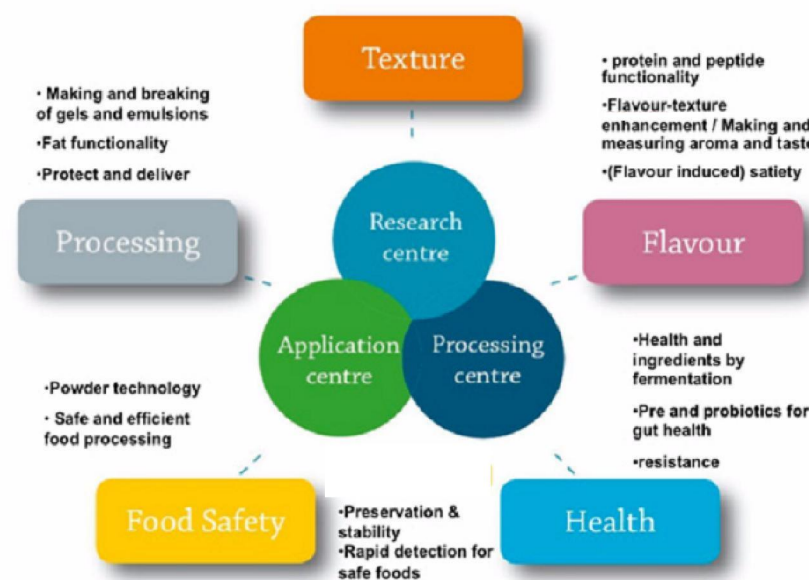 Texture
•Making and breaking
of gels and emulsions
•Fat functionality
•Protect and deliver
• protein and peptide
functionality
•Flavour-texture
enhancement / Making and
measuring aroma and taste
•(Flavour induced) satiety
Processing
Research
centre
Flavour
Application
centre
Processing
centre
•Powder technology
• Safe and efficient
food processing
•Health and
ingredients by
fermentation
•Pre and probiotics for
gut health
•resistance
Food Safety
•Preservation &
stability
•Rapid detection for
safe foods
Health